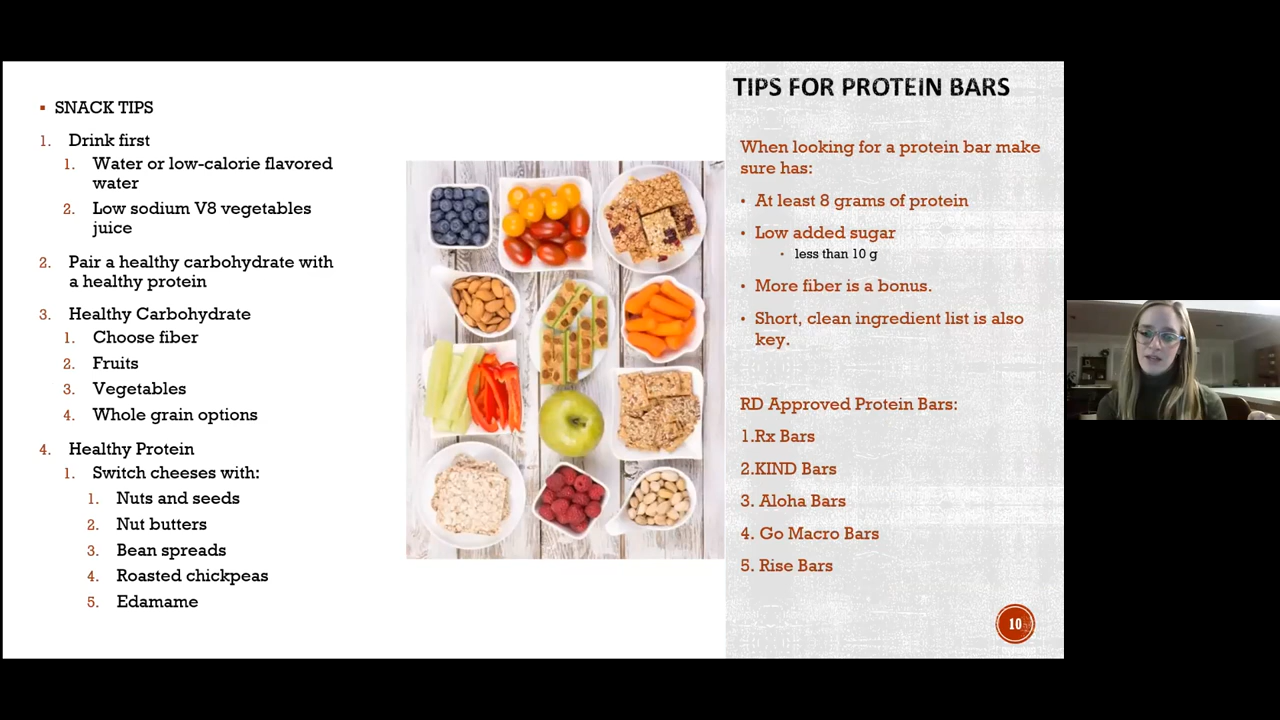 ▪ SNACK TIPS
1. Drink first
1. Water or low-calorie flavored
water
2. Low sodium V8 vegetables
juice
2. Pair a healthy carbohydrate with
a healthy protein
3. Healthy Carbohydrate
1. Choose fiber
2. Fruits
3. Vegetables
4. Whole grain options
4. Healthy Protein
1. Switch cheeses with:
1. Nuts and seeds
2. Nut butters
3. Bean spreads
4. Roasted chickpeas
5. Edamame
TIPS FOR PROTEIN BARS
When looking for a protein bar make
sure has:
• At least 8 grams of protein
• Low added sugar
• less than 10 g
• More fiber is a bonus.
• Short, clean ingredient list is also
key.
RD Approved Protein Bars:
1.Rx Bars
2.KIND Bars
3. Aloha Bars
4. Go Macro Bars
5. Rise Bars
10